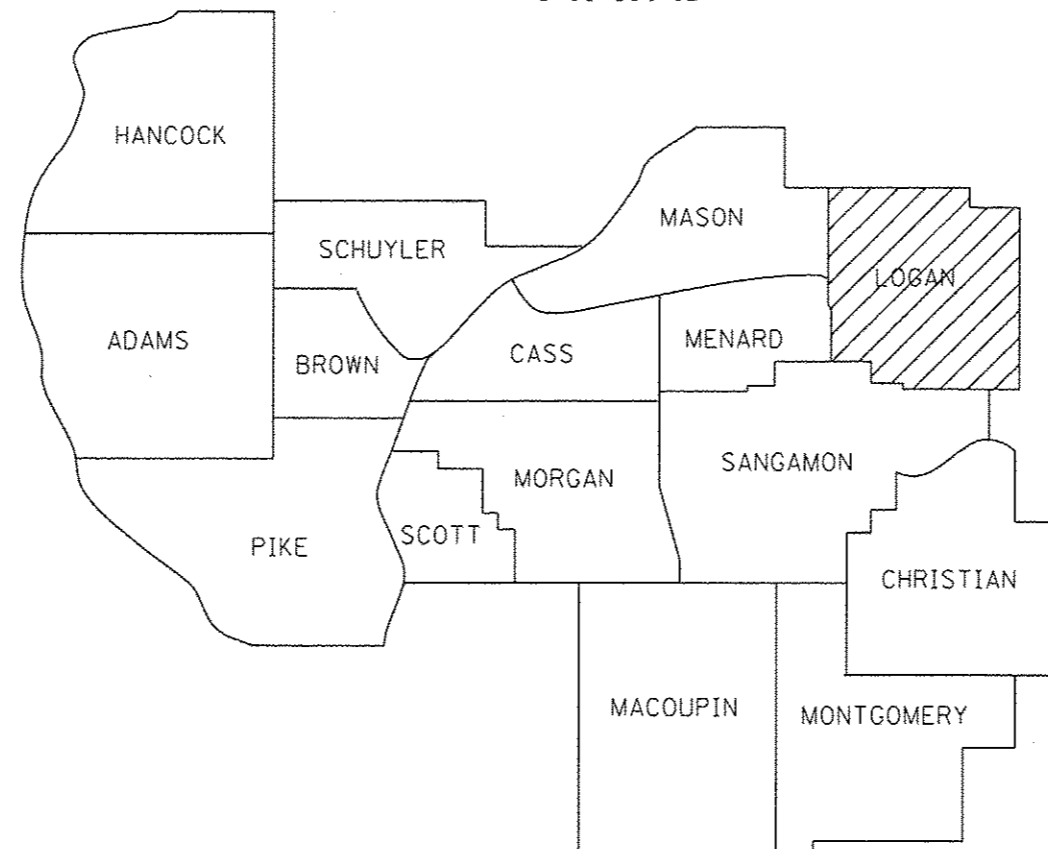 HANCOCK
MASON
SCHUYLER
LOGAN
ADAMS
MENARD
CASS
BROWN
SANGAMON
MORGAN
SCOTT
PIKE
CHRISTIAN
MACOUPIN
MONTGOMERY